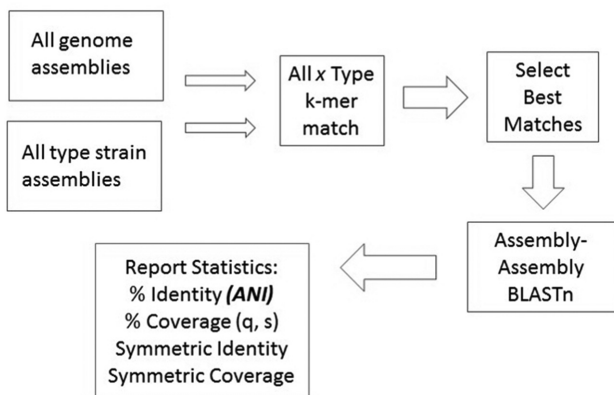 All genome
assemblies
All type strain
assemblies
All x Type
k-mer
match
Select
Best
Matches
Assembly-
Assembly
BLASTn
Report Statistics:
% Identity (ANI)
% Coverage (q, s)
Symmetric Identity
Symmetric Coverage